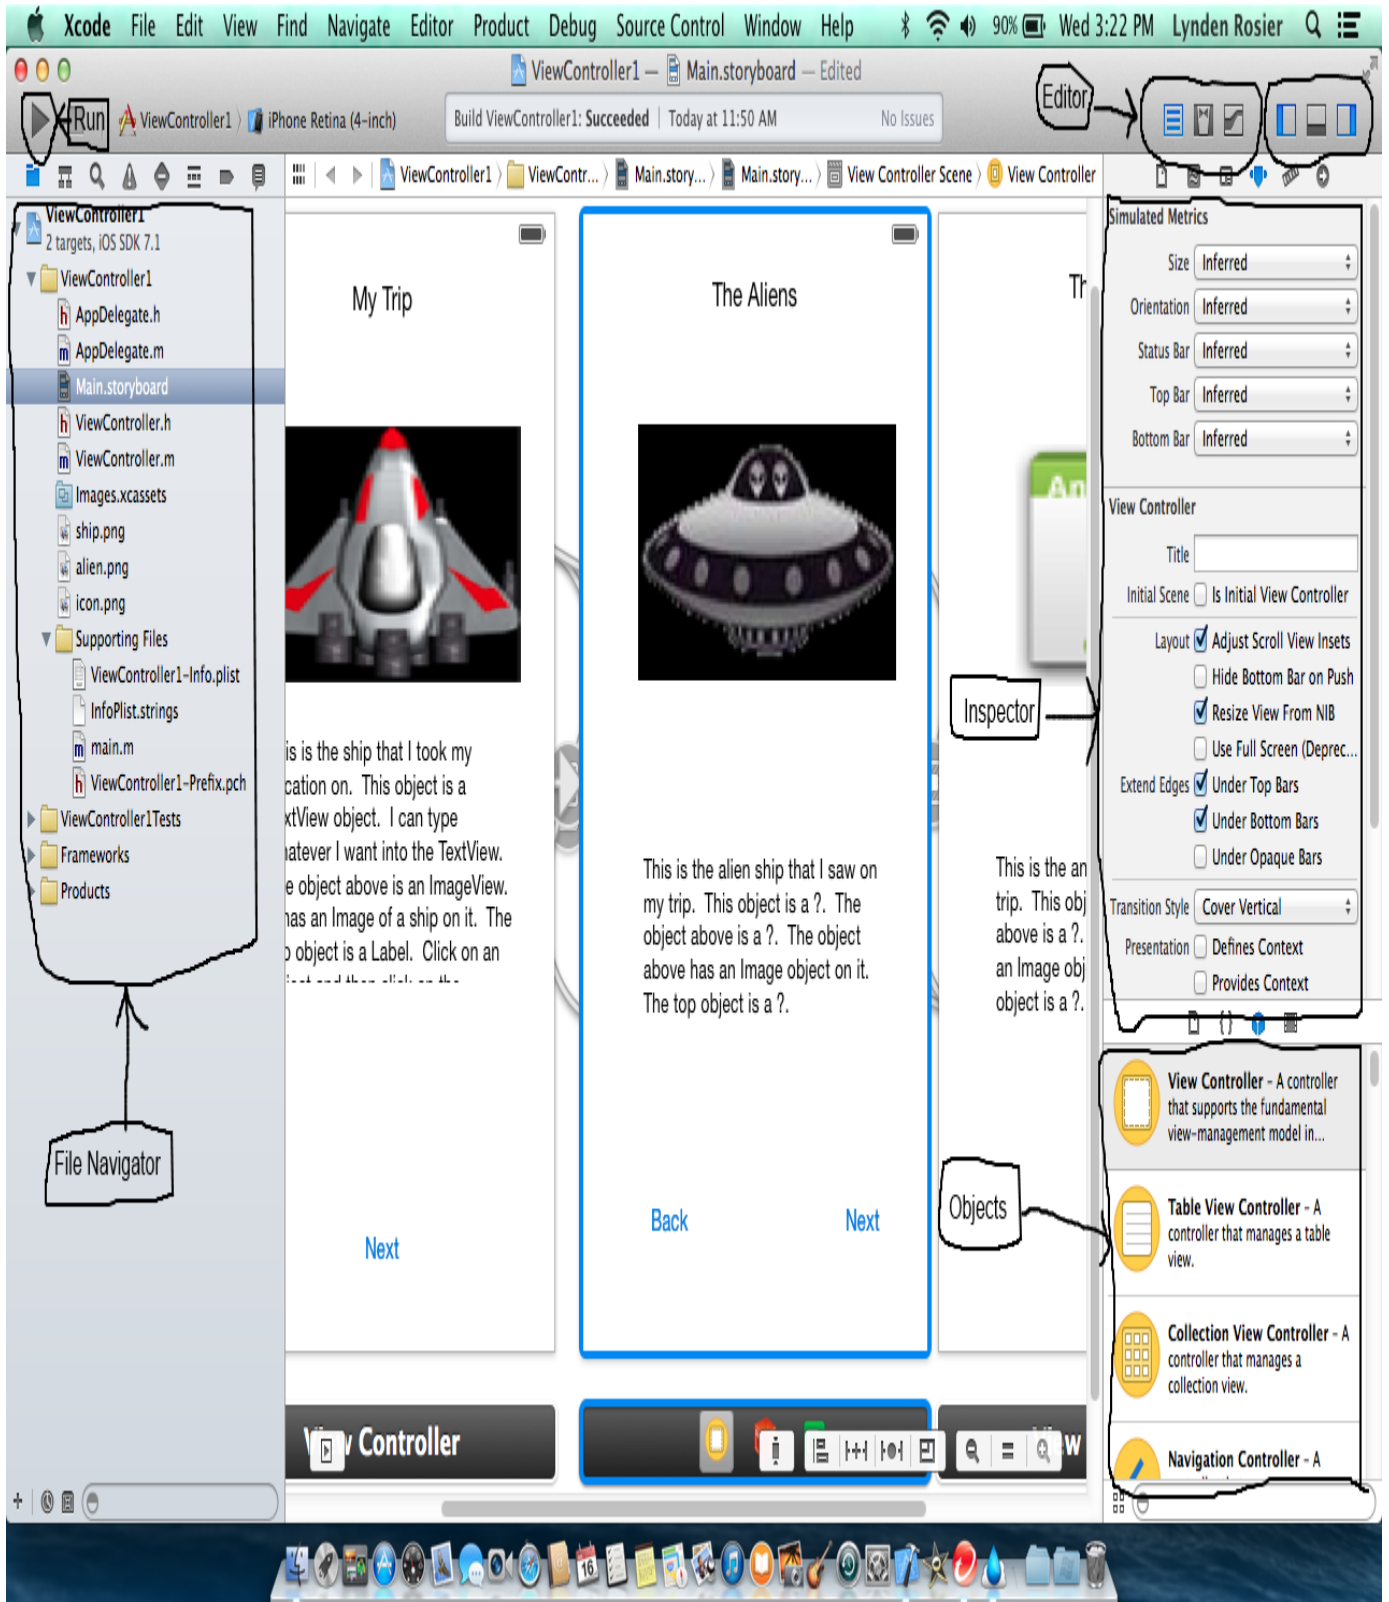 Xcode File Edit View Find Navigate Editor Product Debug Source Control Window Help 90% Wed 3:22 PM Lynden Rosier
ViewController1 — Main.storyboard — Edited
Run ViewController1 iPhone Retina (4-inch)
Build ViewController1: Succeeded | Today at 11:50 AM No Issues
Editor
ViewController1 ViewContr... Main.story... Main.story... View Controller Scene View Controller
ViewController1
2 targets, iOS SDK 7.1
ViewController1
AppDelegate.h
AppDelegate.m
Main.storyboard
ViewController.h
ViewController.m
Images.xcassets
ship.png
alien.png
icon.png
Supporting Files
ViewController1-Info.plist
InfoPlist.strings
main.m
ViewController1-Prefix.pch
ViewController1Tests
Frameworks
Products
File Navigator
My Trip
is is the ship that I took my
cation on. This object is a
xtView object. I can type
hatever I want into the TextView.
e object above is an ImageView.
has an Image of a ship on it. The
object is a Label. Click on an
Next
View Controller
The Aliens
This is the alien ship that I saw on
my trip. This object is a ?. The
object above is a ?. The object
above has an Image object on it.
The top object is a ?.
Back Next
Th
An
This is the an
trip. This obj
above is a ?.
an Image obj
object is a ?.
Inspector
Objects
Simulated Metrics
Size Inferred
Orientation Inferred
Status Bar Inferred
Top Bar Inferred
Bottom Bar Inferred
View Controller
Title
Initial Scene Is Initial View Controller
Layout Adjust Scroll View Insets
Hide Bottom Bar on Push
Resize View From NIB
Use Full Screen (Deprec...
Extend Edges Under Top Bars
Under Bottom Bars
Under Opaque Bars
Transition Style Cover Vertical
Presentation Defines Context
Provides Context
View Controller - A controller
that supports the fundamental
view-management model in...
Table View Controller - A
controller that manages a table
view.
Collection View Controller - A
controller that manages a
collection view.
Navigation Controller - A
16